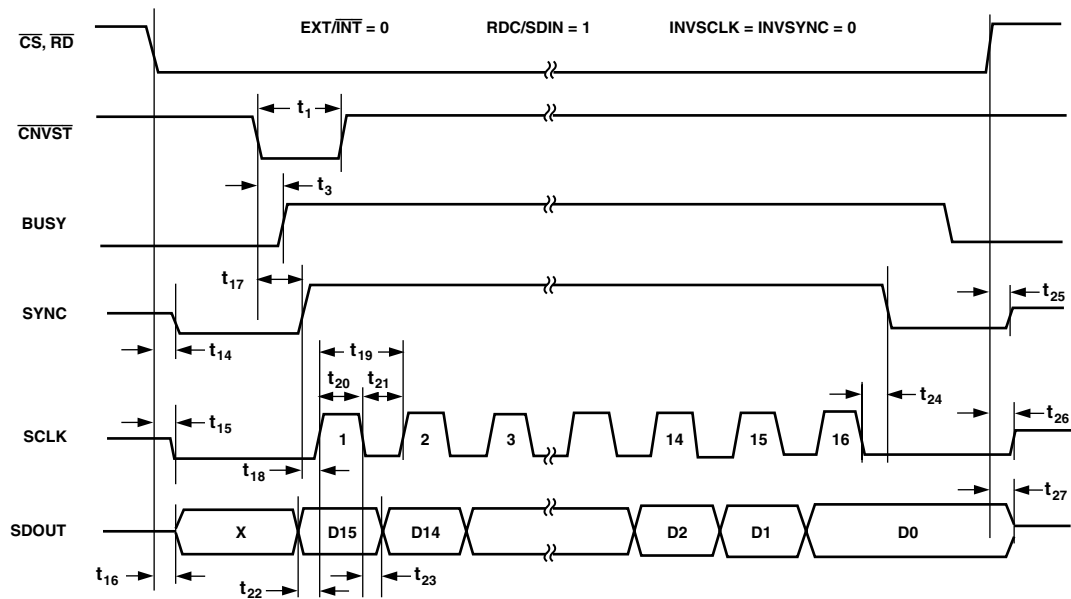 EXT/INT = 0 RDC/SDIN = 1 INVSCLK = INVSYNC = 0
CS, RD
t1
CNVST
t3
BUSY
t17
t25
SYNC
t14
t19
t20 t21
t24
t15
t26
SCLK
1 2 3 14 15 16
t18
t27
SDOUT
X D15 D14 D2 D1 D0
t16
t22
t23